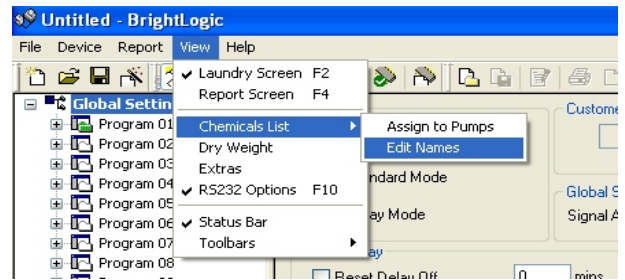 Untitled - BrightLogic
File Device Report View Help
Laundry Screen F2
Report Screen F4
Chemicals List
Dry Weight
Extras
RS232 Options F10
Status Bar
Toolbars
Assign to Pumps
Edit Names
Global Settin
Program 01
Program 02
Program 03
Program 04
Program 05
Program 06
Program 07
Program 08
Custome
ndard Mode
Global S
ay Mode
Signal A
ay
Reset Delay Off 0 mins